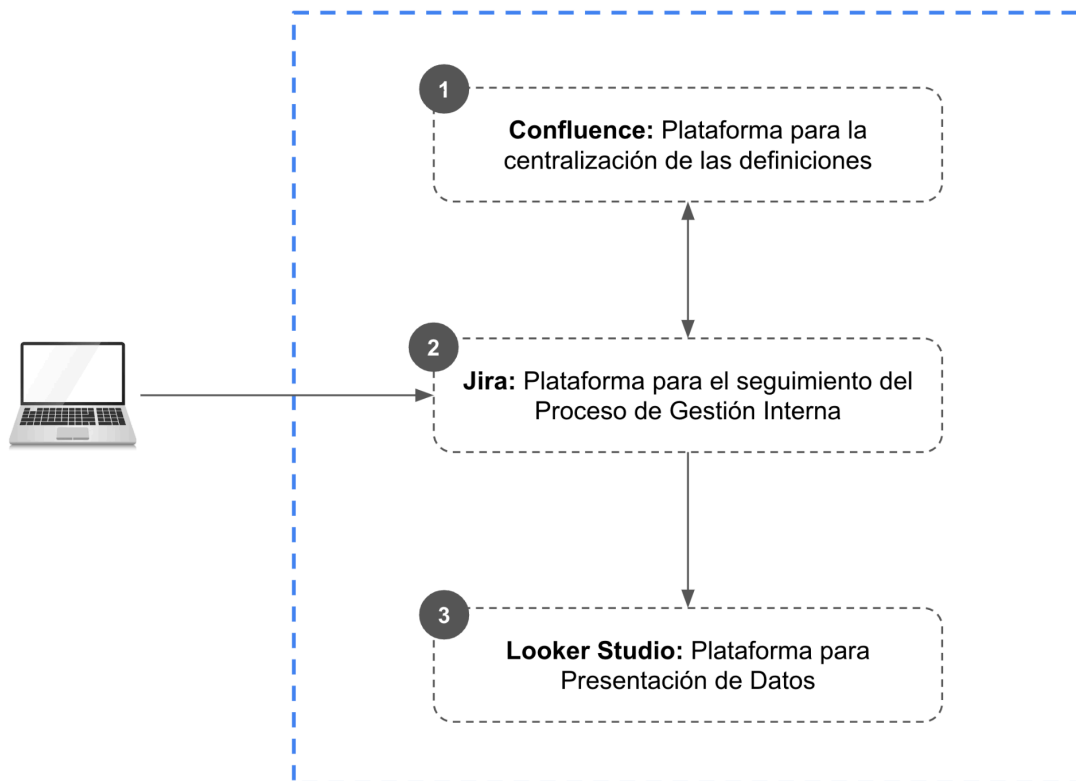 1
Confluence: Plataforma para la
centralización de las definiciones
2
Jira: Plataforma para el seguimiento del
Proceso de Gestión Interna
3
Looker Studio: Plataforma para
Presentación de Datos